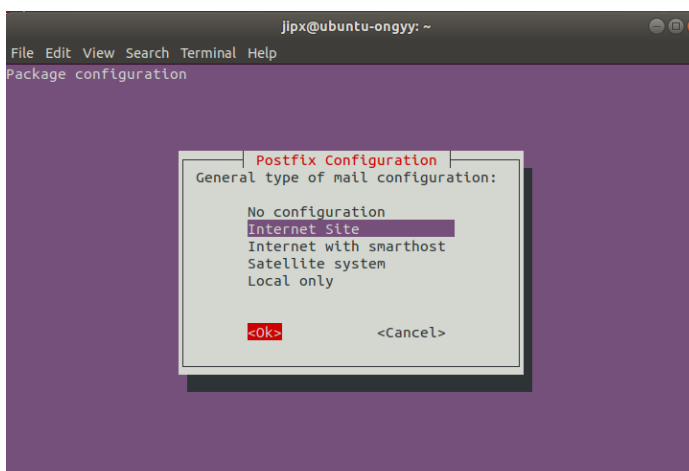 jipx@ubuntu-ongyy: ~
File Edit View Search Terminal Help
Package configuration
Postfix Configuration
General type of mail configuration:
No configuration
Internet Site
Internet with smarthost
Satellite system
Local only
<Ok> <Cancel>